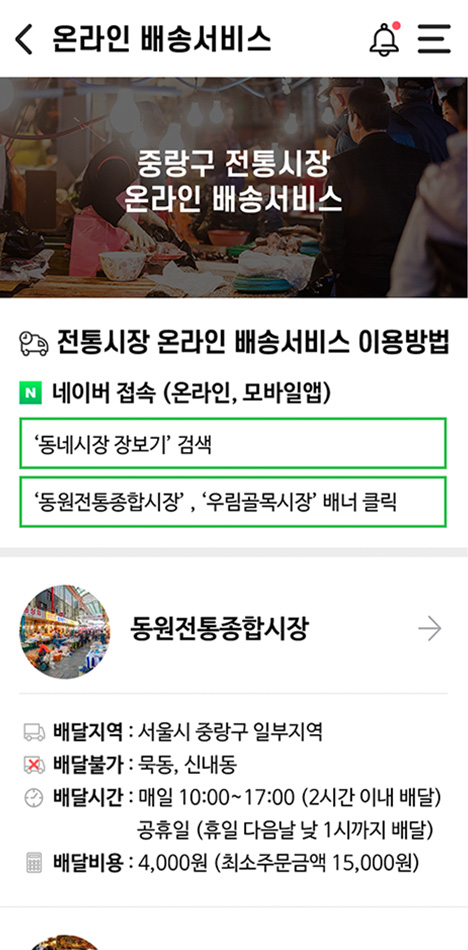 온라인 배송서비스
중랑구 전통시장
온라인 배송서비스
전통시장 온라인 배송서비스 이용방법
N 네이버 접속 (온라인, 모바일앱)
‘동네시장 장보기’ 검색
‘동원전통종합시장’ , ‘우림골목시장’ 배너 클릭
동원전통종합시장
배달지역 : 서울시 중랑구 일부지역
배달불가 : 묵동, 신내동
배달시간 : 매일 10:00~17:00 (2시간 이내 배달)
공휴일 (휴일 다음날 낮 1시까지 배달)
배달비용 : 4,000원 (최소주문금액 15,000원)